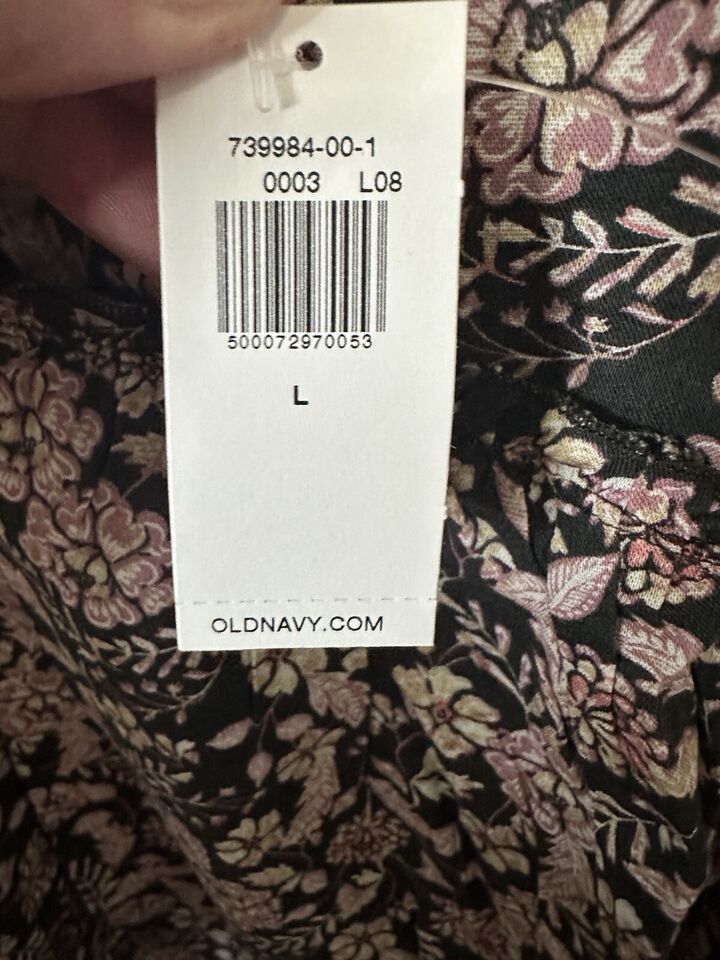 739984-00-1
0003 L08
500072970053
L
OLDNAVY.COM